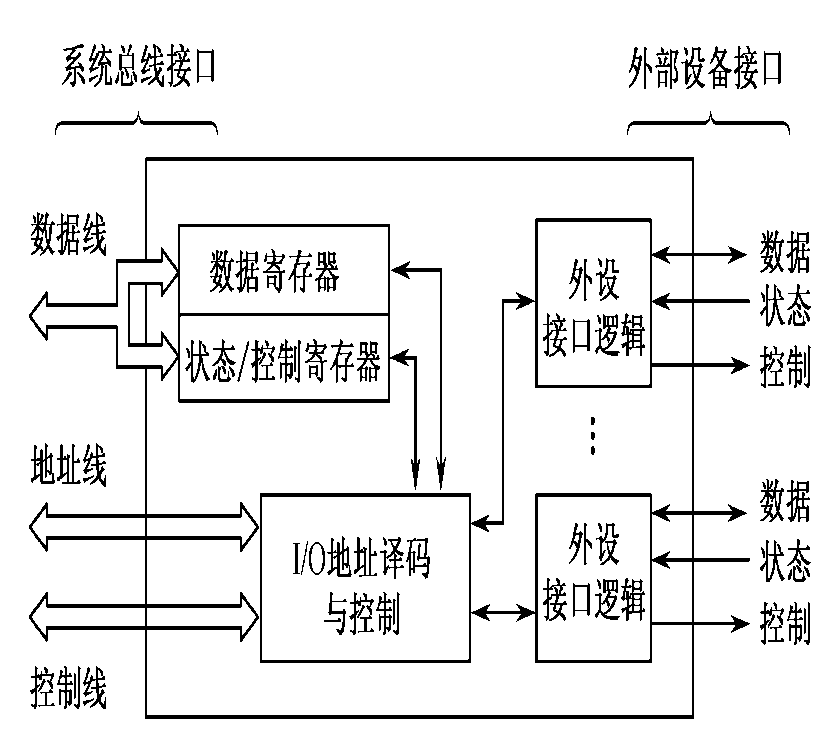 系统总线接口
外部设备接口
数据线
数据寄存器
状态/控制寄存器
外设
接口逻辑
数据
状态
控制
⋮
地址线
I/O地址译码
与控制
外设
接口逻辑
数据
状态
控制
控制线